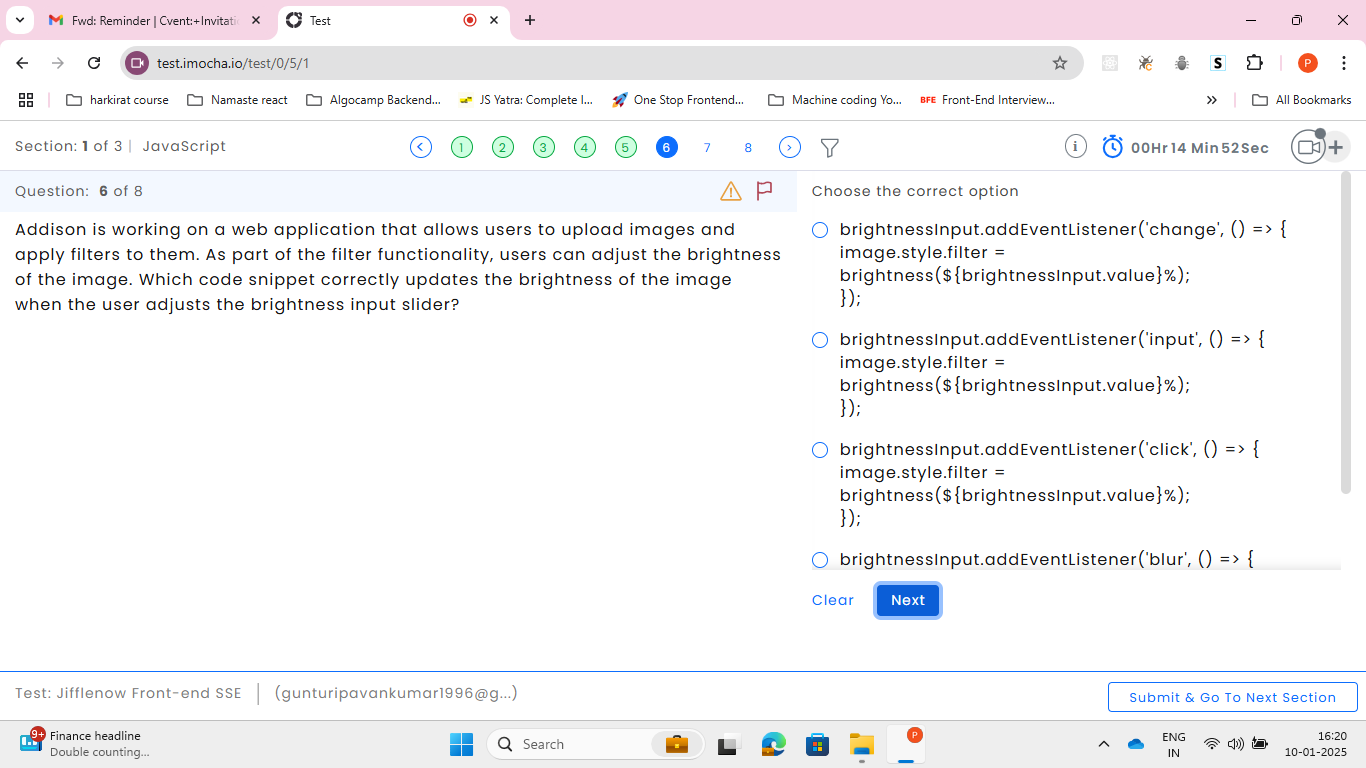 Fwd: Reminder | Cvent:+Invitati
Test
test.imocha.io/test/0/5/1
S
P
harkirat course
Namaste react
Algocamp Backend...
JS Yatra: Complete I...
One Stop Frontend...
Machine coding Yo...
BFE Front-End Interview...
All Bookmarks
Section: 1 of 3 | JavaScript
1
2
3
4
5
6
7
8
00Hr 14 Min 52Sec
Question: 6 of 8
Addison is working on a web application that allows users to upload images and
apply filters to them. As part of the filter functionality, users can adjust the brightness
of the image. Which code snippet correctly updates the brightness of the image
when the user adjusts the brightness input slider?
Choose the correct option
brightnessInput.addEventListener('change', () => {
image.style.filter =
brightness(${brightnessInput.value}%);
});
brightnessInput.addEventListener('input', () => {
image.style.filter =
brightness(${brightnessInput.value}%);
});
brightnessInput.addEventListener('click', () => {
image.style.filter =
brightness(${brightnessInput.value}%);
});
brightnessInput.addEventListener('blur', () => {
Clear
Next
Test: Jifflenow Front-end SSE | (gunturipavankumar1996@g...)
Submit & Go To Next Section
9+
Finance headline
Double counting...
Search
P
ENG
IN
16:20
10-01-2025